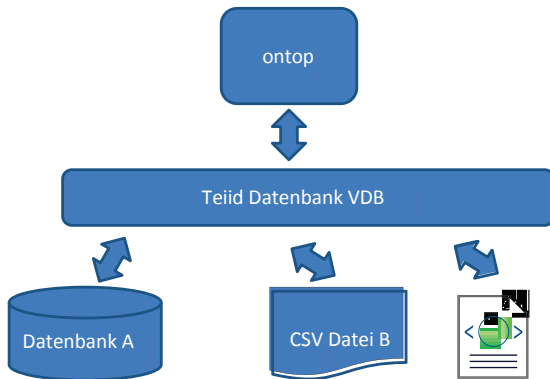 ontop
Teiid Datenbank VDB
Datenbank A
CSV Datei B